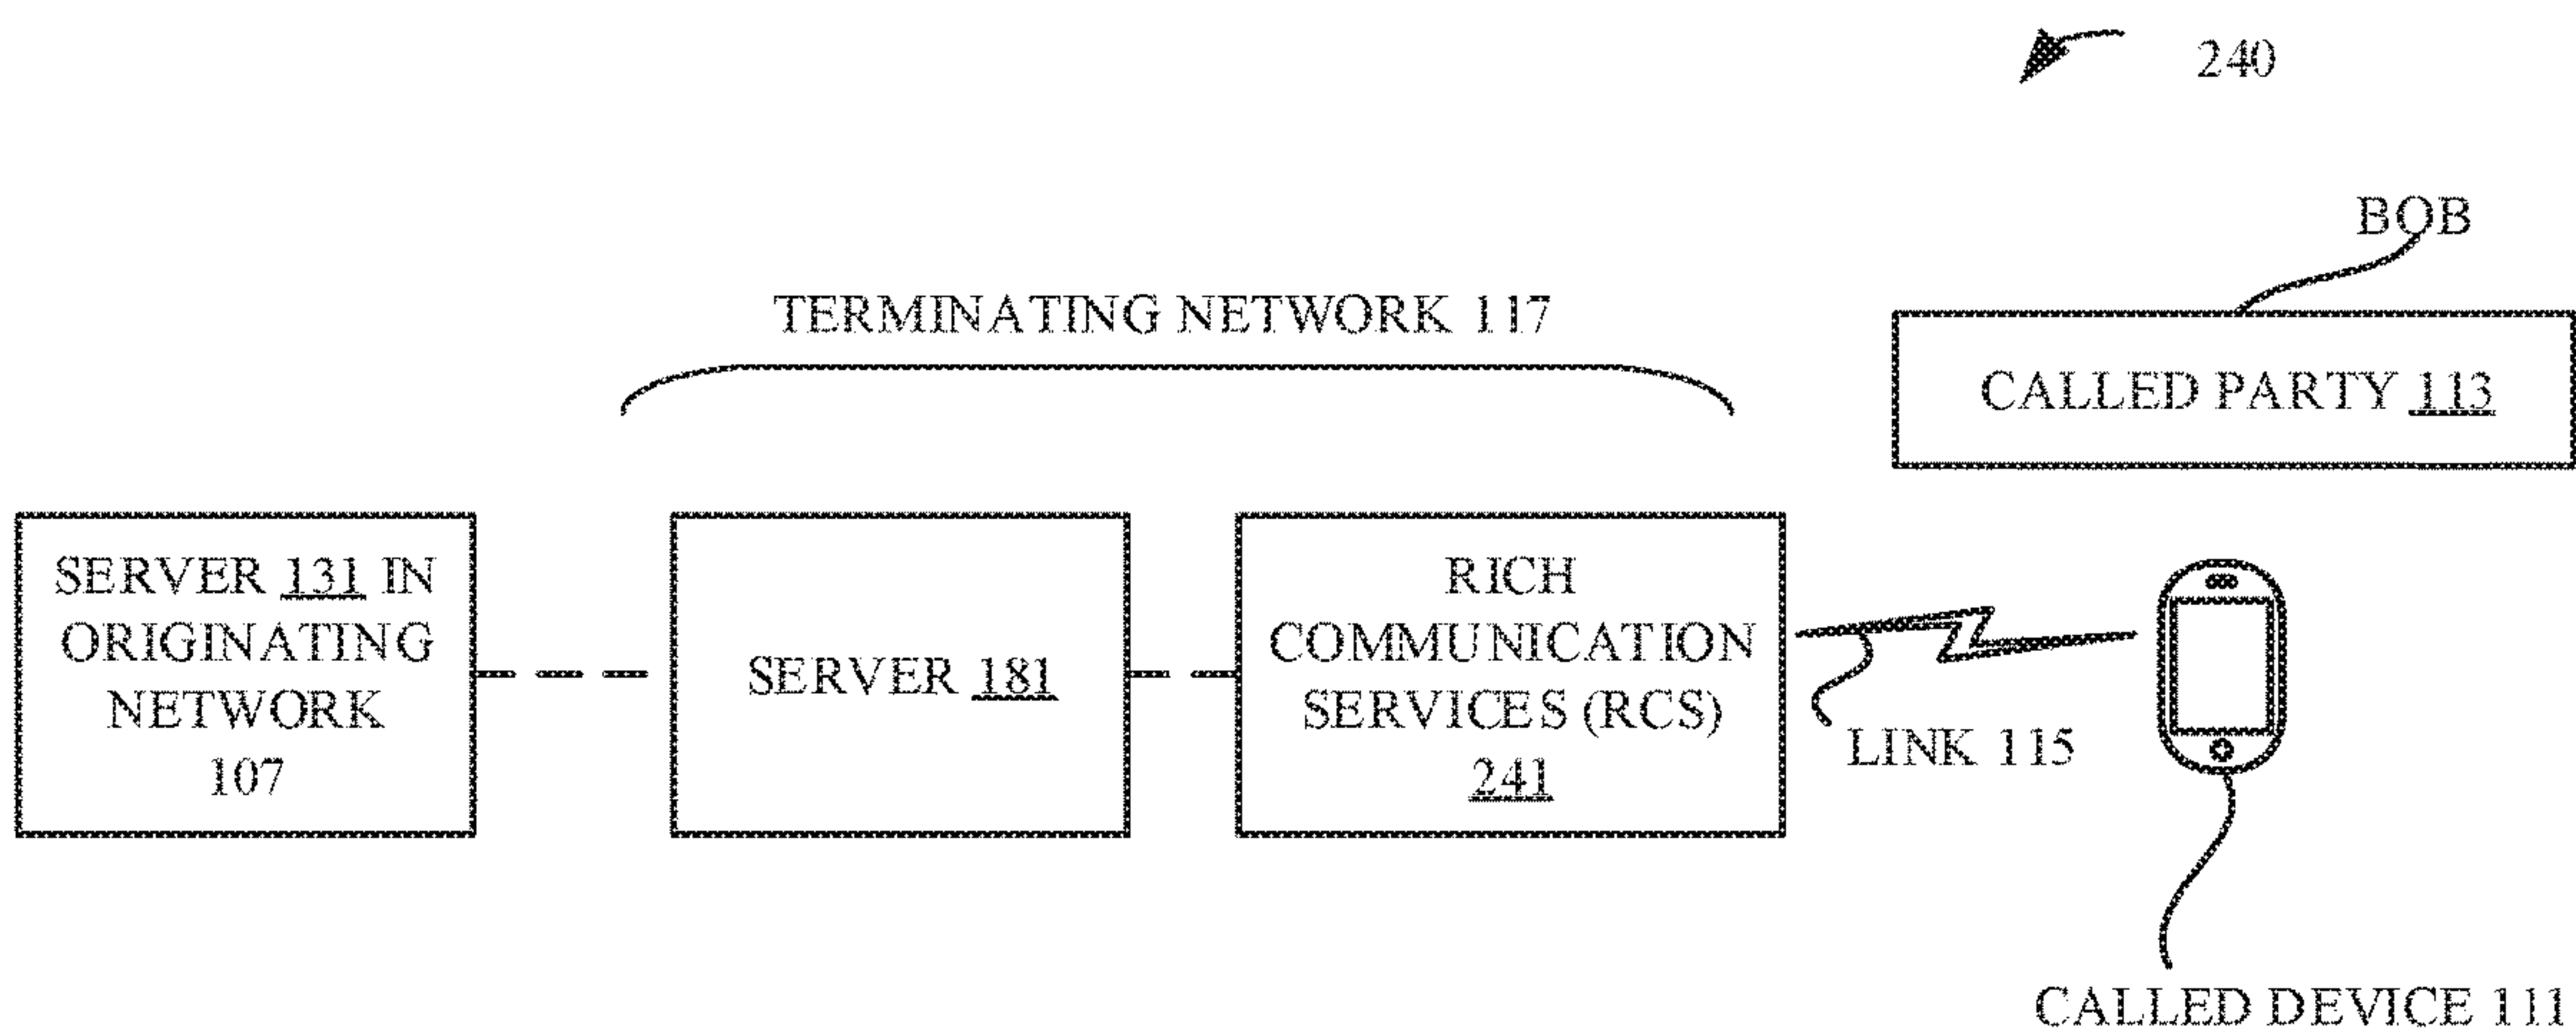 240
BOB
TERMINATING NETWORK 117
CALLED PARTY 113
SERVER 131 IN
ORIGINATING
NETWORK
107
SERVER 181
RICH
COMMUNICATION
SERVICES (RCS)
241
LINK 115
CALLED DEVICE 111